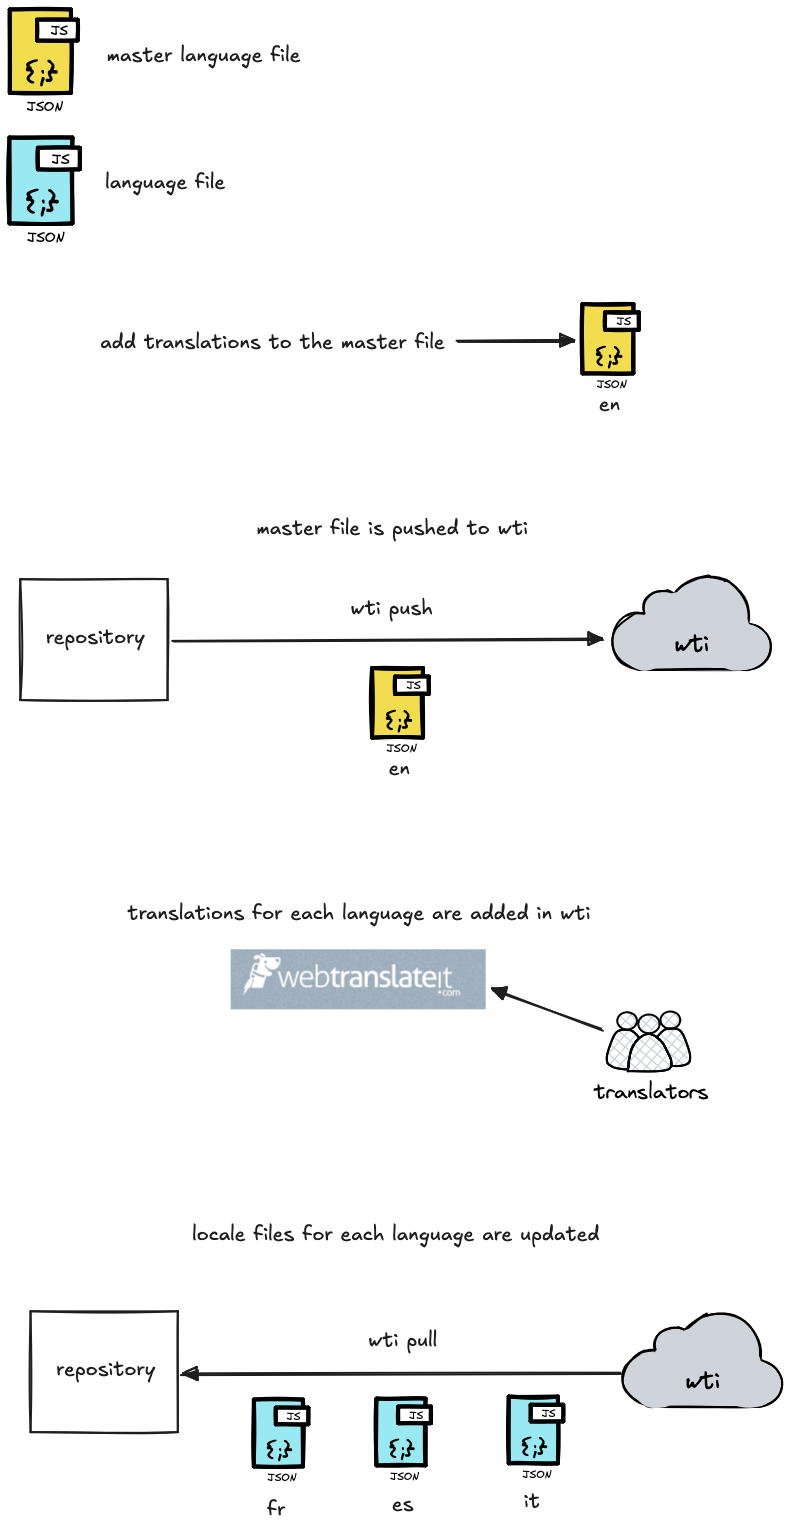 JS
{;}
JSON
master language file
JS
{;}
JSON
language file
add translations to the master file
JS
{;}
JSON
en
master file is pushed to wti
repository
wti push
wti
JS
{;}
JSON
en
translations for each language are added in wti
webtranslateit
.com
translators
locale files for each language are updated
repository
wti pull
wti
JS
{;}
JSON
fr
JS
{;}
JSON
es
JS
{;}
JSON
it